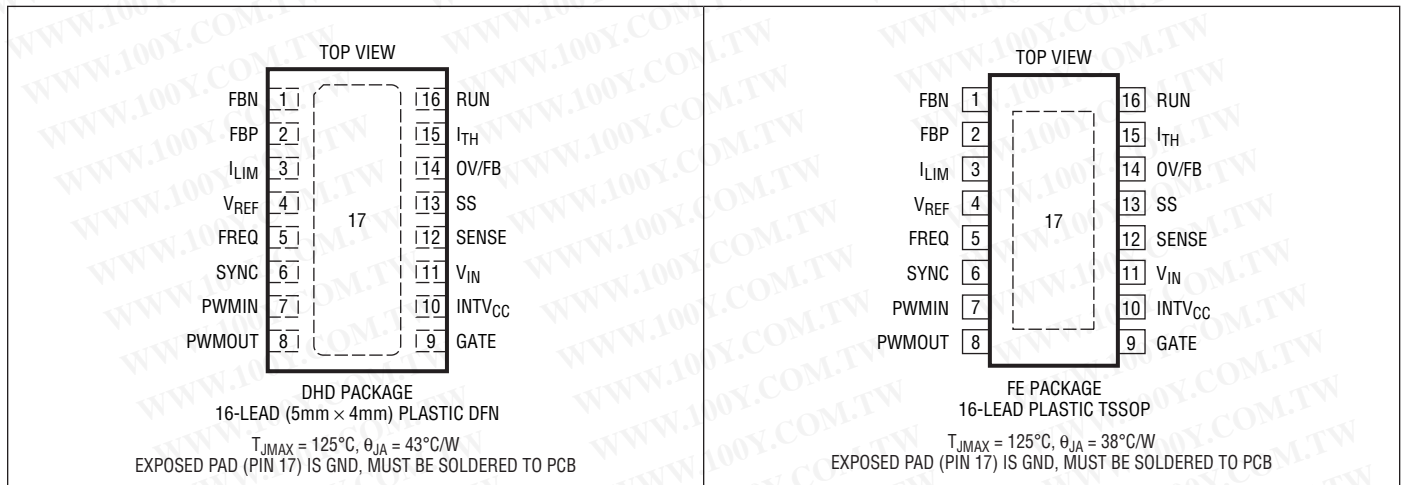 TOP VIEW
FBN 1
FBP 2
ILIM 3
VREF 4
FREQ 5
SYNC 6
PWMIN 7
PWMOUT 8
17
16 RUN
15 ITH
14 OV/FB
13 SS
12 SENSE
11 VIN
10 INTVCC
9 GATE
DHD PACKAGE
16-LEAD (5mm × 4mm) PLASTIC DFN
TJMAX = 125°C, θJA = 43°C/W
EXPOSED PAD (PIN 17) IS GND, MUST BE SOLDERED TO PCB
TOP VIEW
FBN 1
FBP 2
ILIM 3
VREF 4
FREQ 5
SYNC 6
PWMIN 7
PWMOUT 8
17
16 RUN
15 ITH
14 OV/FB
13 SS
12 SENSE
11 VIN
10 INTVCC
9 GATE
FE PACKAGE
16-LEAD PLASTIC TSSOP
TJMAX = 125°C, θJA = 38°C/W
EXPOSED PAD (PIN 17) IS GND, MUST BE SOLDERED TO PCB
WWW.100Y.COM.TW